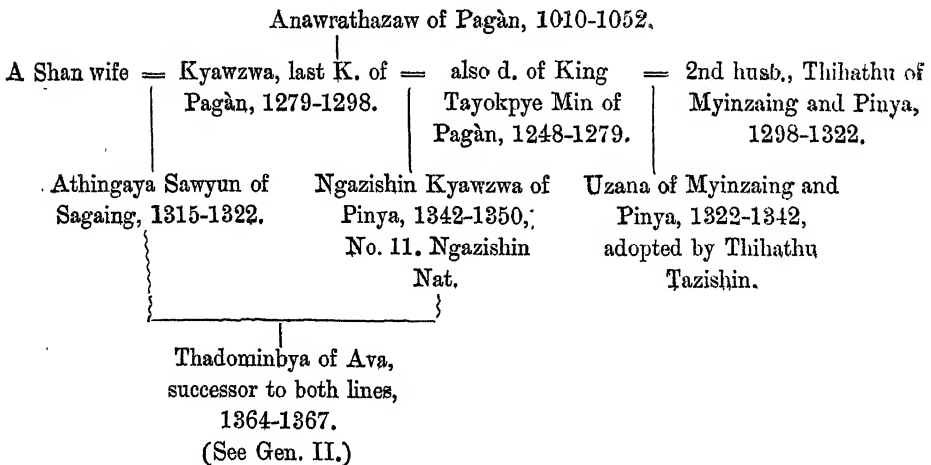 Anawrathazaw of Pagàn, 1010-1052.
A Shan wife = Kyawzwa, last K. of Pagàn, 1279-1298. = also d. of King Tayokpye Min of Pagàn, 1248-1279. = 2nd husb., Thihathu of Myinzaing and Pinya, 1298-1322.
Athingaya Sawyun of Sagaing, 1315-1322.
Ngazishin Kyawzwa of Pinya, 1342-1350, No. 11. Ngazishin Nat.
Uzana of Myinzaing and Pinya, 1322-1342, adopted by Thihathu Tazishin.
Thadominbya of Ava,
successor to both lines,
1364-1367.
(See Gen. II.)